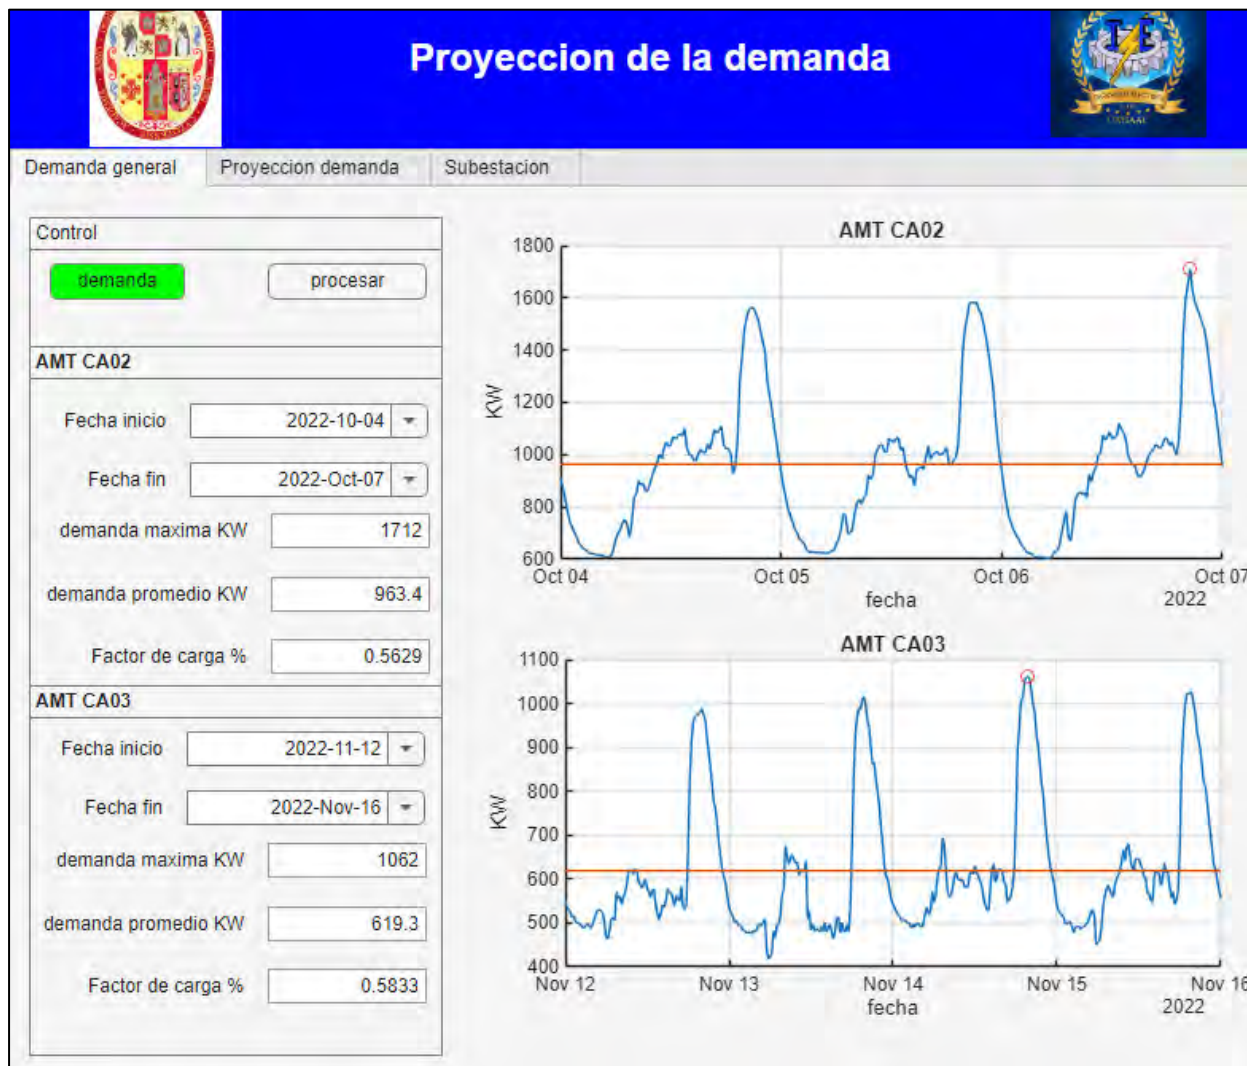 Proyeccion de la demanda
Demanda general
Proyeccion demanda
Subestacion
Control
demanda
procesar
AMT CA02
Fecha inicio
2022-10-04
Fecha fin
2022-Oct-07
demanda maxima KW
1712
demanda promedio KW
963.4
Factor de carga %
0.5629
AMT CA03
Fecha inicio
2022-11-12
Fecha fin
2022-Nov-16
demanda maxima KW
1062
demanda promedio KW
619.3
Factor de carga %
0.5833
AMT CA02
1800
1600
1400
1200
1000
800
600
KW
Oct 04
Oct 05
Oct 06
Oct 07
fecha
2022
AMT CA03
1100
1000
900
800
700
600
500
400
KW
Nov 12
Nov 13
Nov 14
Nov 15
Nov 16
fecha
2022